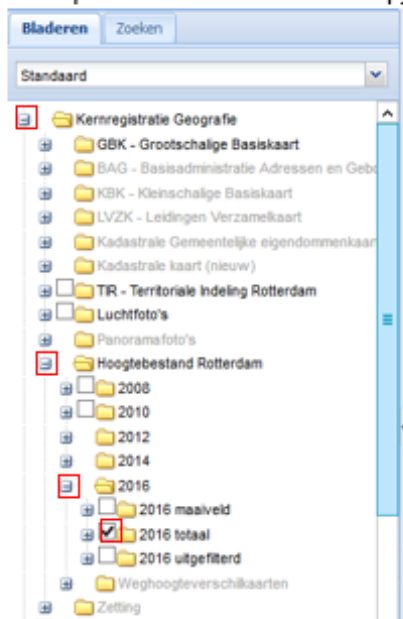 Bladeren Zoeken
Standaard
Kernregistratie Geografie
GBK - Grootschalige Basiskaart
BAG - Basisadministratie Adressen en Gebo
KBK - Kleinschalige Basiskaart
LVZK - Leidingen Verzamelkaart
Kadastrale Gemeentelijke eigendommenkaar
Kadastrale kaart (nieuw)
TIR - Territoriale Indeling Rotterdam
Luchtfoto's
Panoramafoto's
Hoogtebestand Rotterdam
2008
2010
2012
2014
2016
2016 maaiveld
2016 totaal
2016 uitgefilterd
Weghoogteverschilkaarten
Zetting